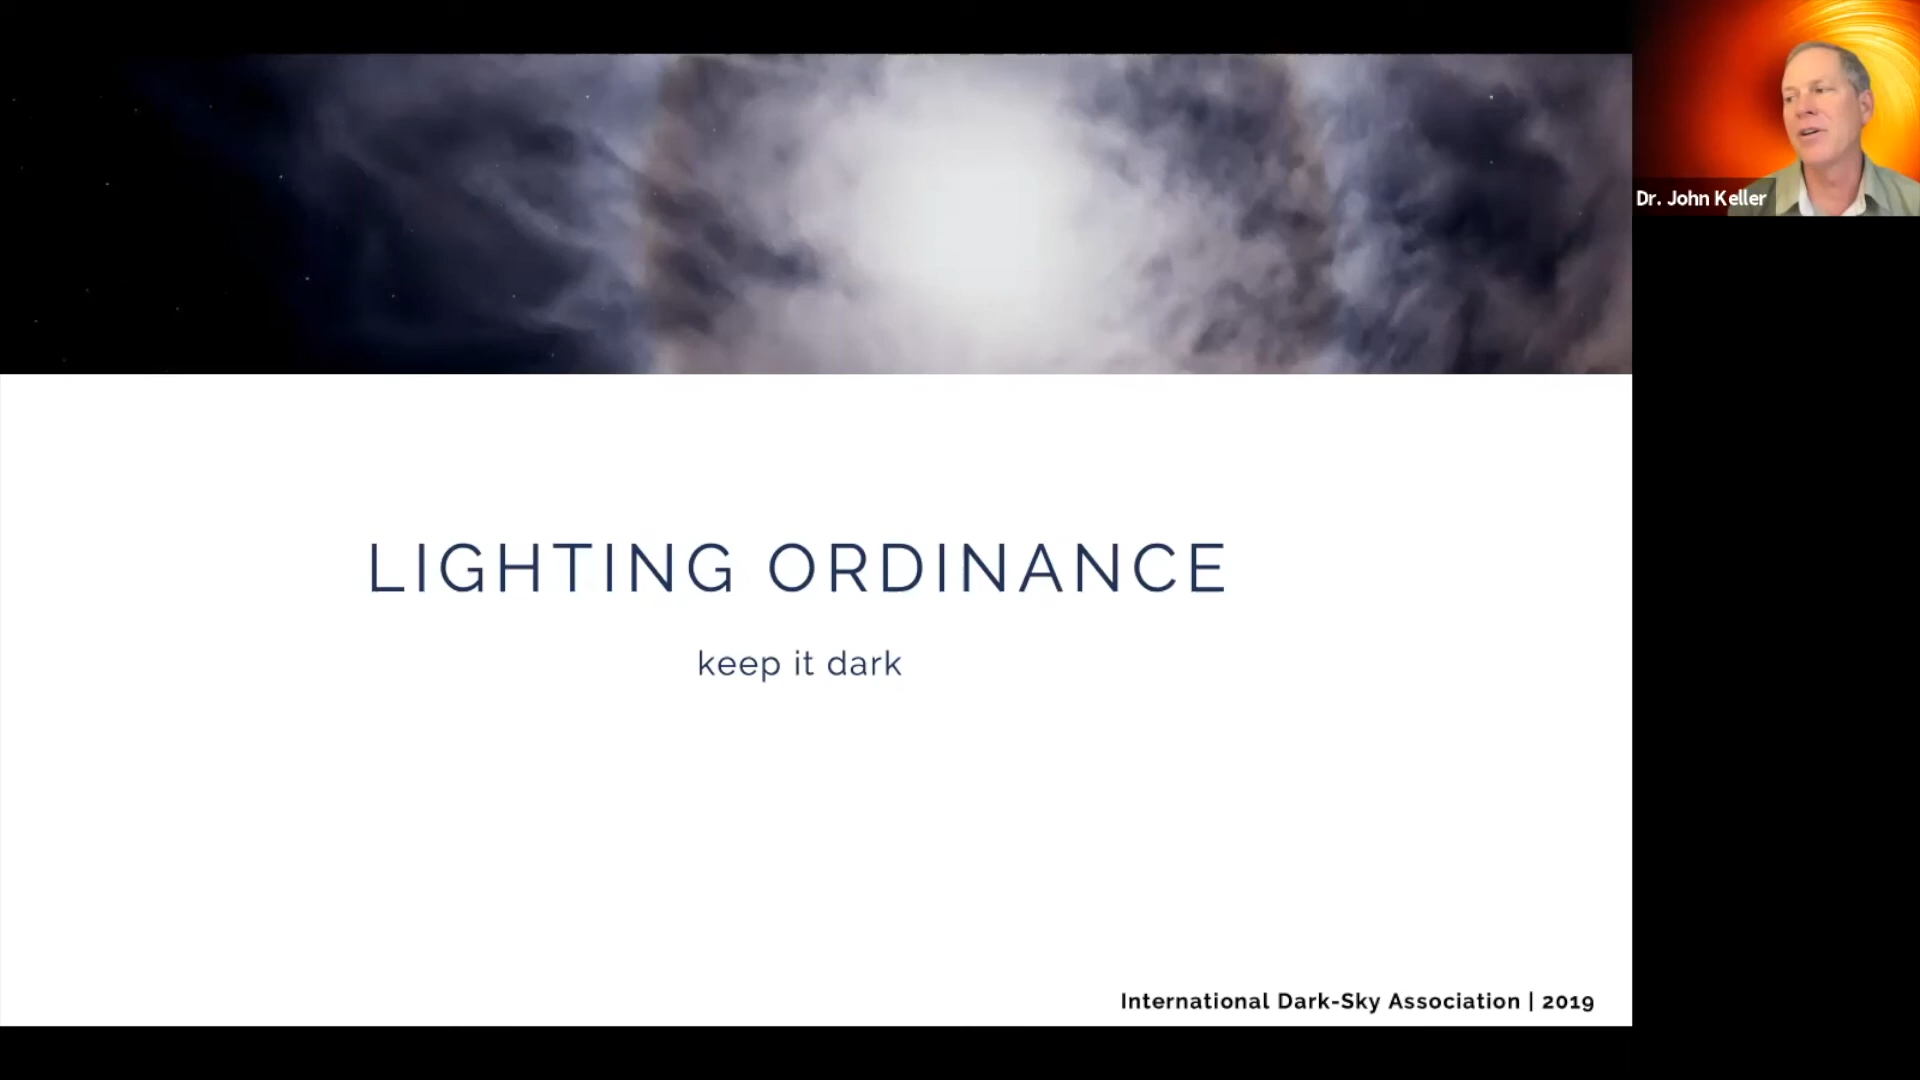 Dr. John Keller
LIGHTING ORDINANCE
keep it dark
International Dark-Sky Association | 2019